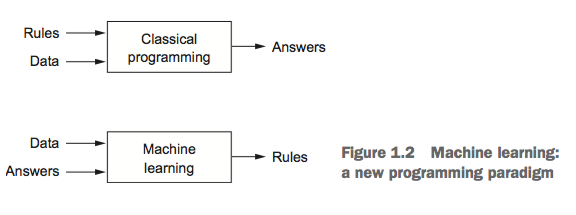 Rules
Data
Classical
programming
Answers
Data
Answers
Machine
learning
Rules
Figure 1.2 Machine learning:
a new programming paradigm